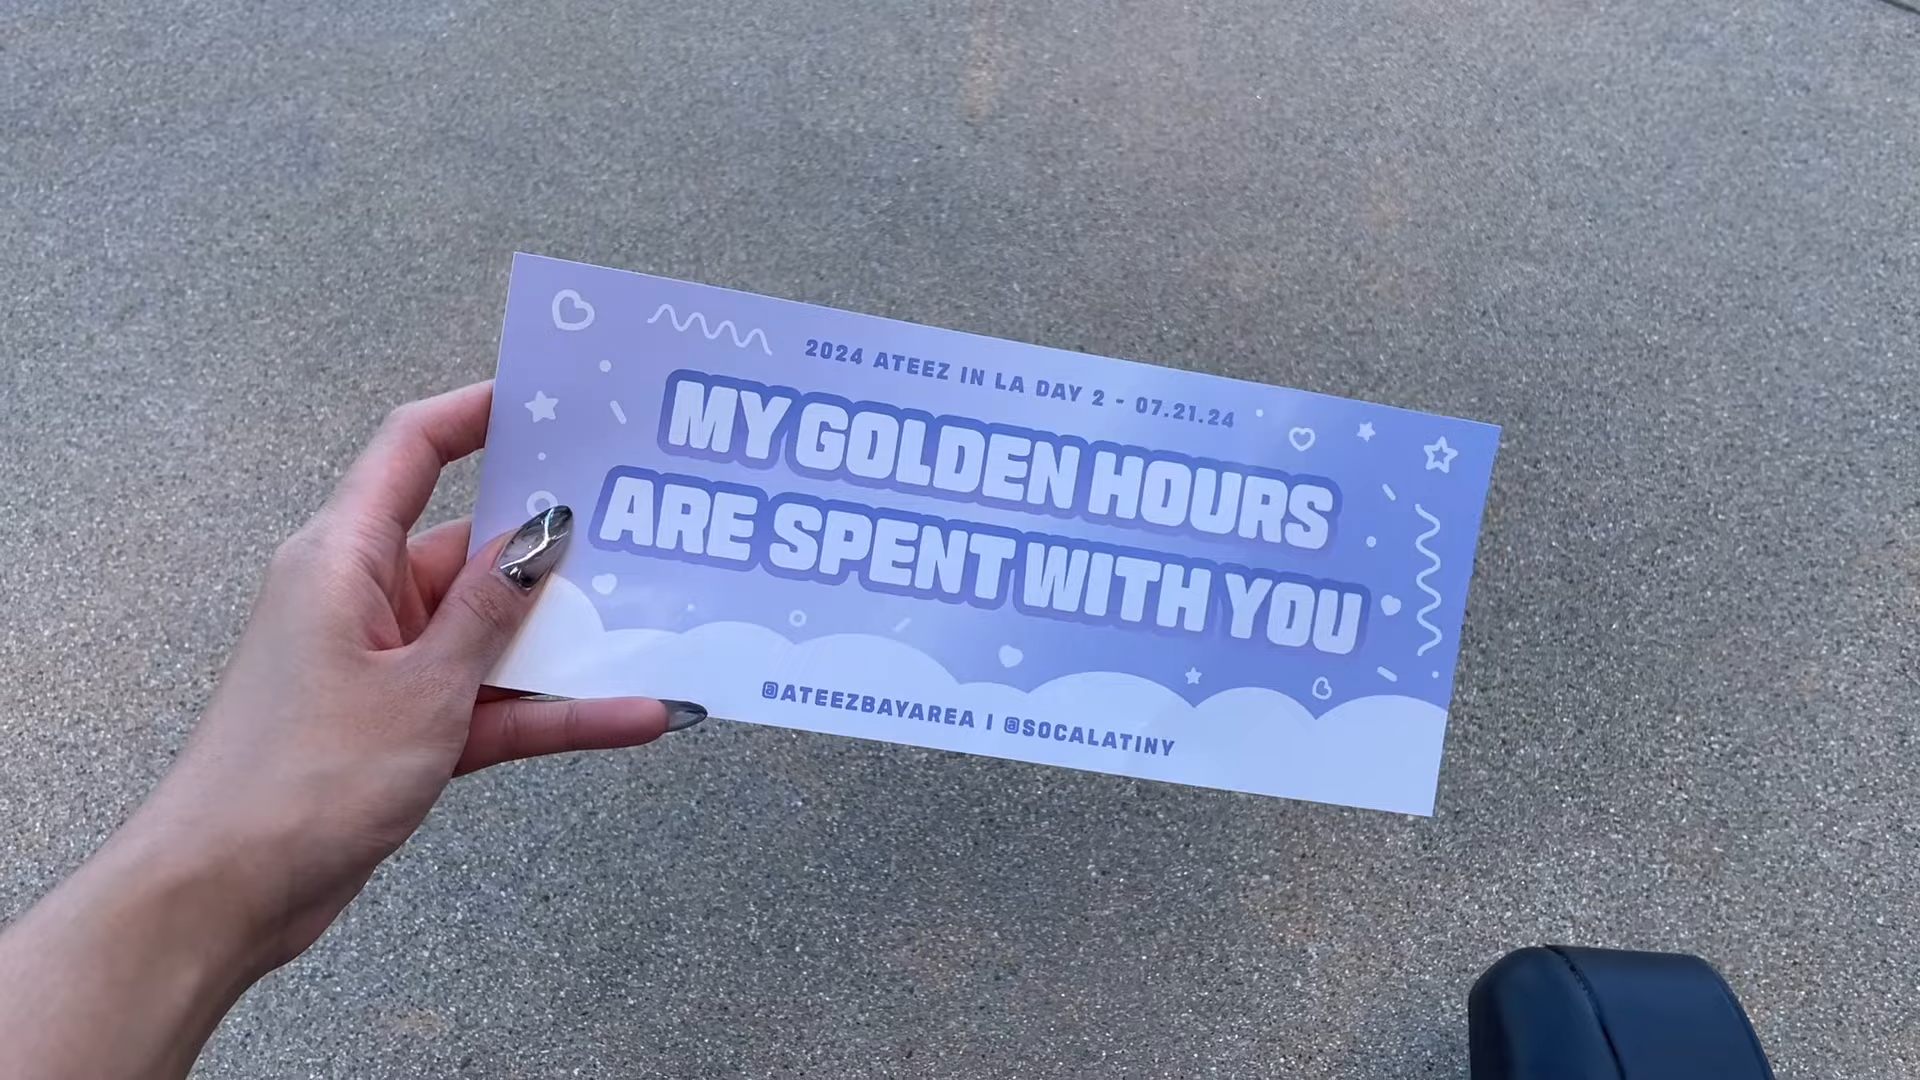 2024 ATEEZ IN LA DAY 2 - 07.21.24
MY GOLDEN HOURS
ARE SPENT WITH YOU
@ATEEZBAYAREA | @SOCALATINY